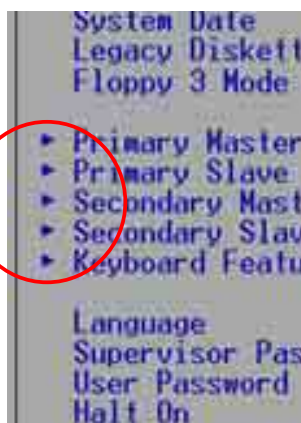 System Date
Legacy Diskett
Floppy 3 Mode
Primary Master
Primary Slave
Secondary Mast
Secondary Slav
Keyboard Featu
Language
Supervisor Pas
User Password
Halt On